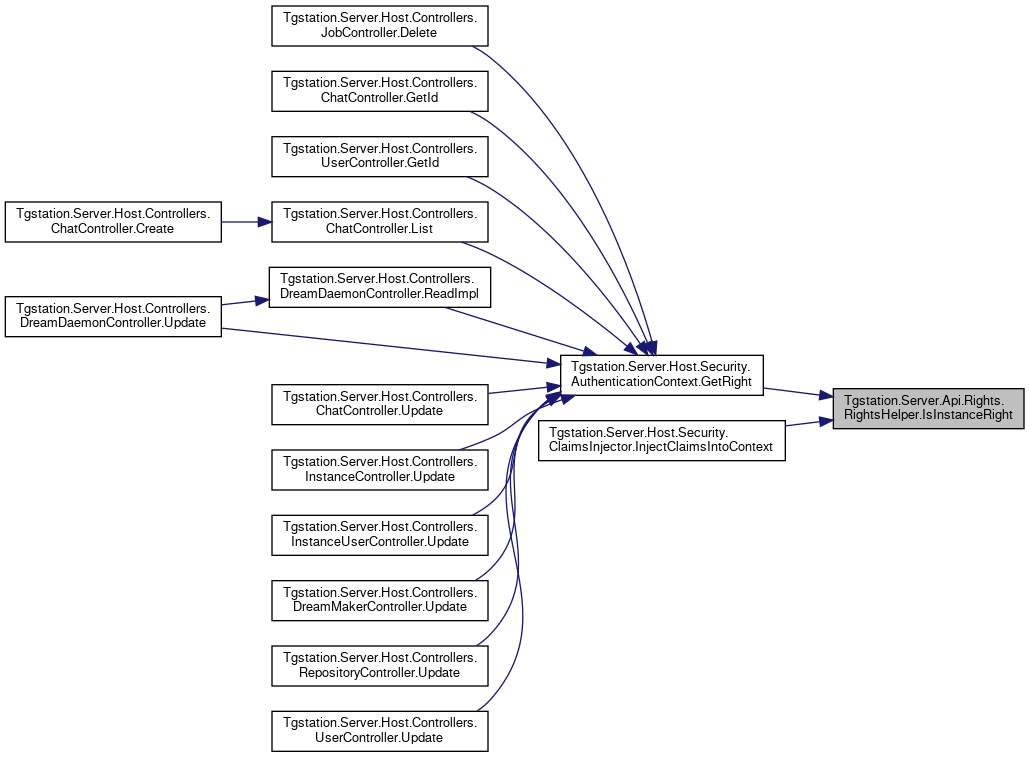 Tgstation.Server.Host.Controllers.
JobController.Delete
Tgstation.Server.Host.Controllers.
ChatController.GetId
Tgstation.Server.Host.Controllers.
UserController.GetId
Tgstation.Server.Host.Controllers.
ChatController.Create
Tgstation.Server.Host.Controllers.
ChatController.List
Tgstation.Server.Host.Controllers.
DreamDaemonController.ReadImpl
Tgstation.Server.Host.Controllers.
DreamDaemonController.Update
Tgstation.Server.Host.Security.
AuthenticationContext.GetRight
Tgstation.Server.Api.Rights.
RightsHelper.IsInstanceRight
Tgstation.Server.Host.Controllers.
ChatController.Update
Tgstation.Server.Host.Security.
ClaimsInjector.InjectClaimsIntoContext
Tgstation.Server.Host.Controllers.
InstanceController.Update
Tgstation.Server.Host.Controllers.
InstanceUserController.Update
Tgstation.Server.Host.Controllers.
DreamMakerController.Update
Tgstation.Server.Host.Controllers.
RepositoryController.Update
Tgstation.Server.Host.Controllers.
UserController.Update